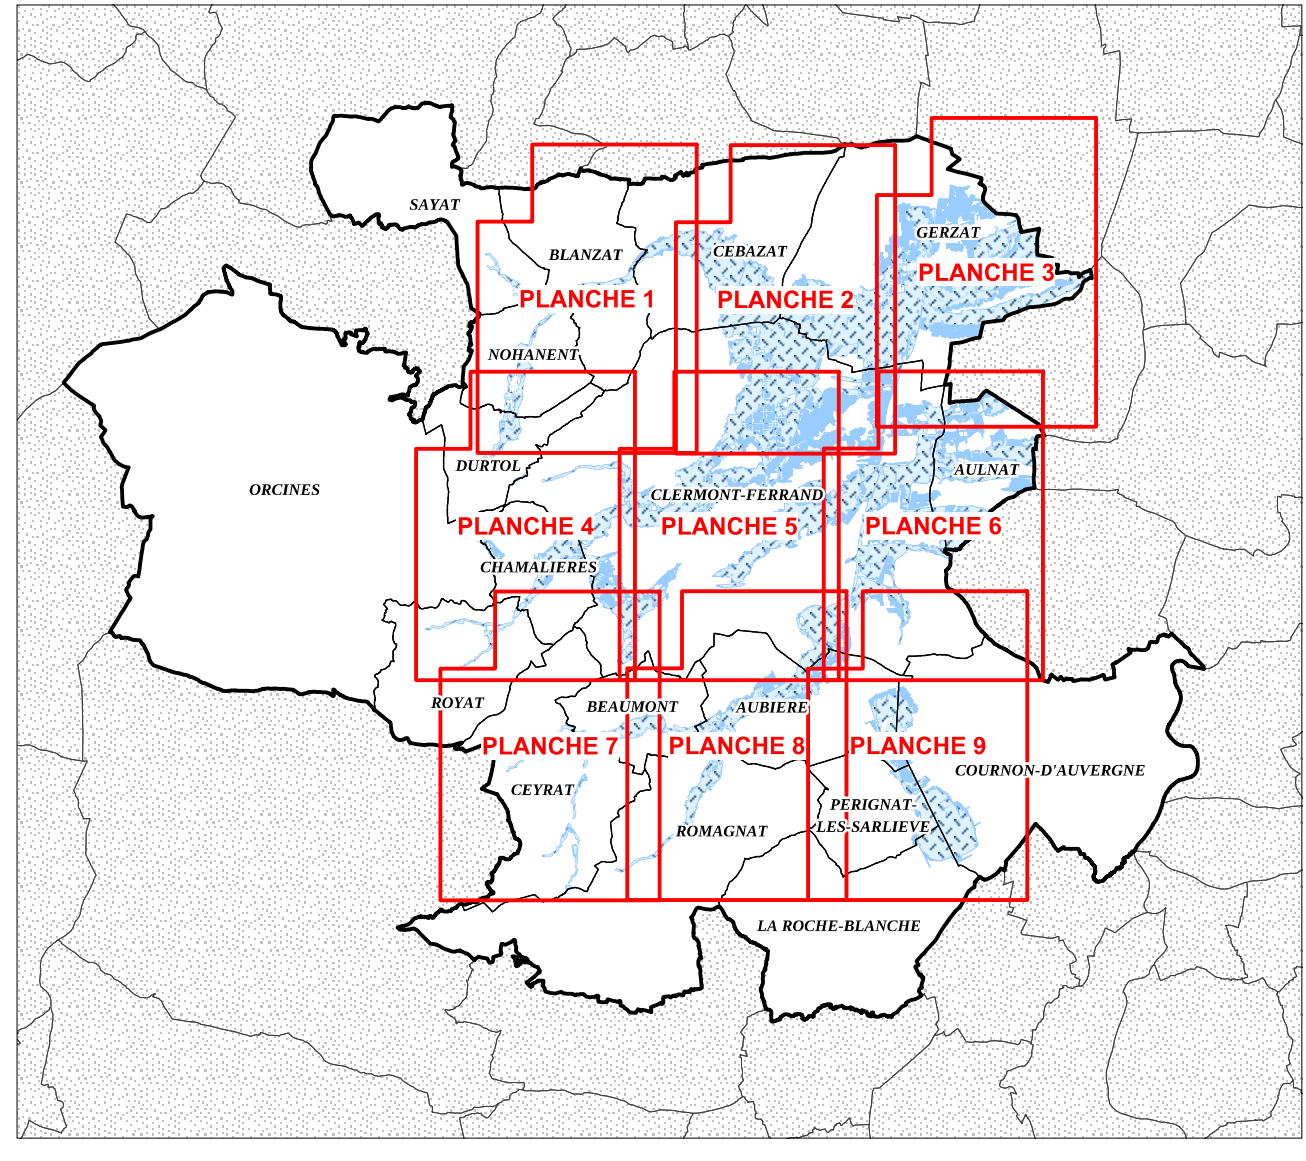 SAYAT
GERZAT
BLANZAT
CEBAZAT
PLANCHE 3
PLANCHE 1
PLANCHE 2
NOHANENT
DURTOL
AULNAT
ORCINES
CLERMONT-FERRAND
PLANCHE 4
PLANCHE 5
PLANCHE 6
CHAMALIERES
ROYAT
BEAUMONT
AUBIERE
PLANCHE 7
PLANCHE 8
PLANCHE 9
COURNON-D'AUVERGNE
CEYRAT
PERIGNAT-
LES-SARLIEVE
ROMAGNAT
LA ROCHE-BLANCHE